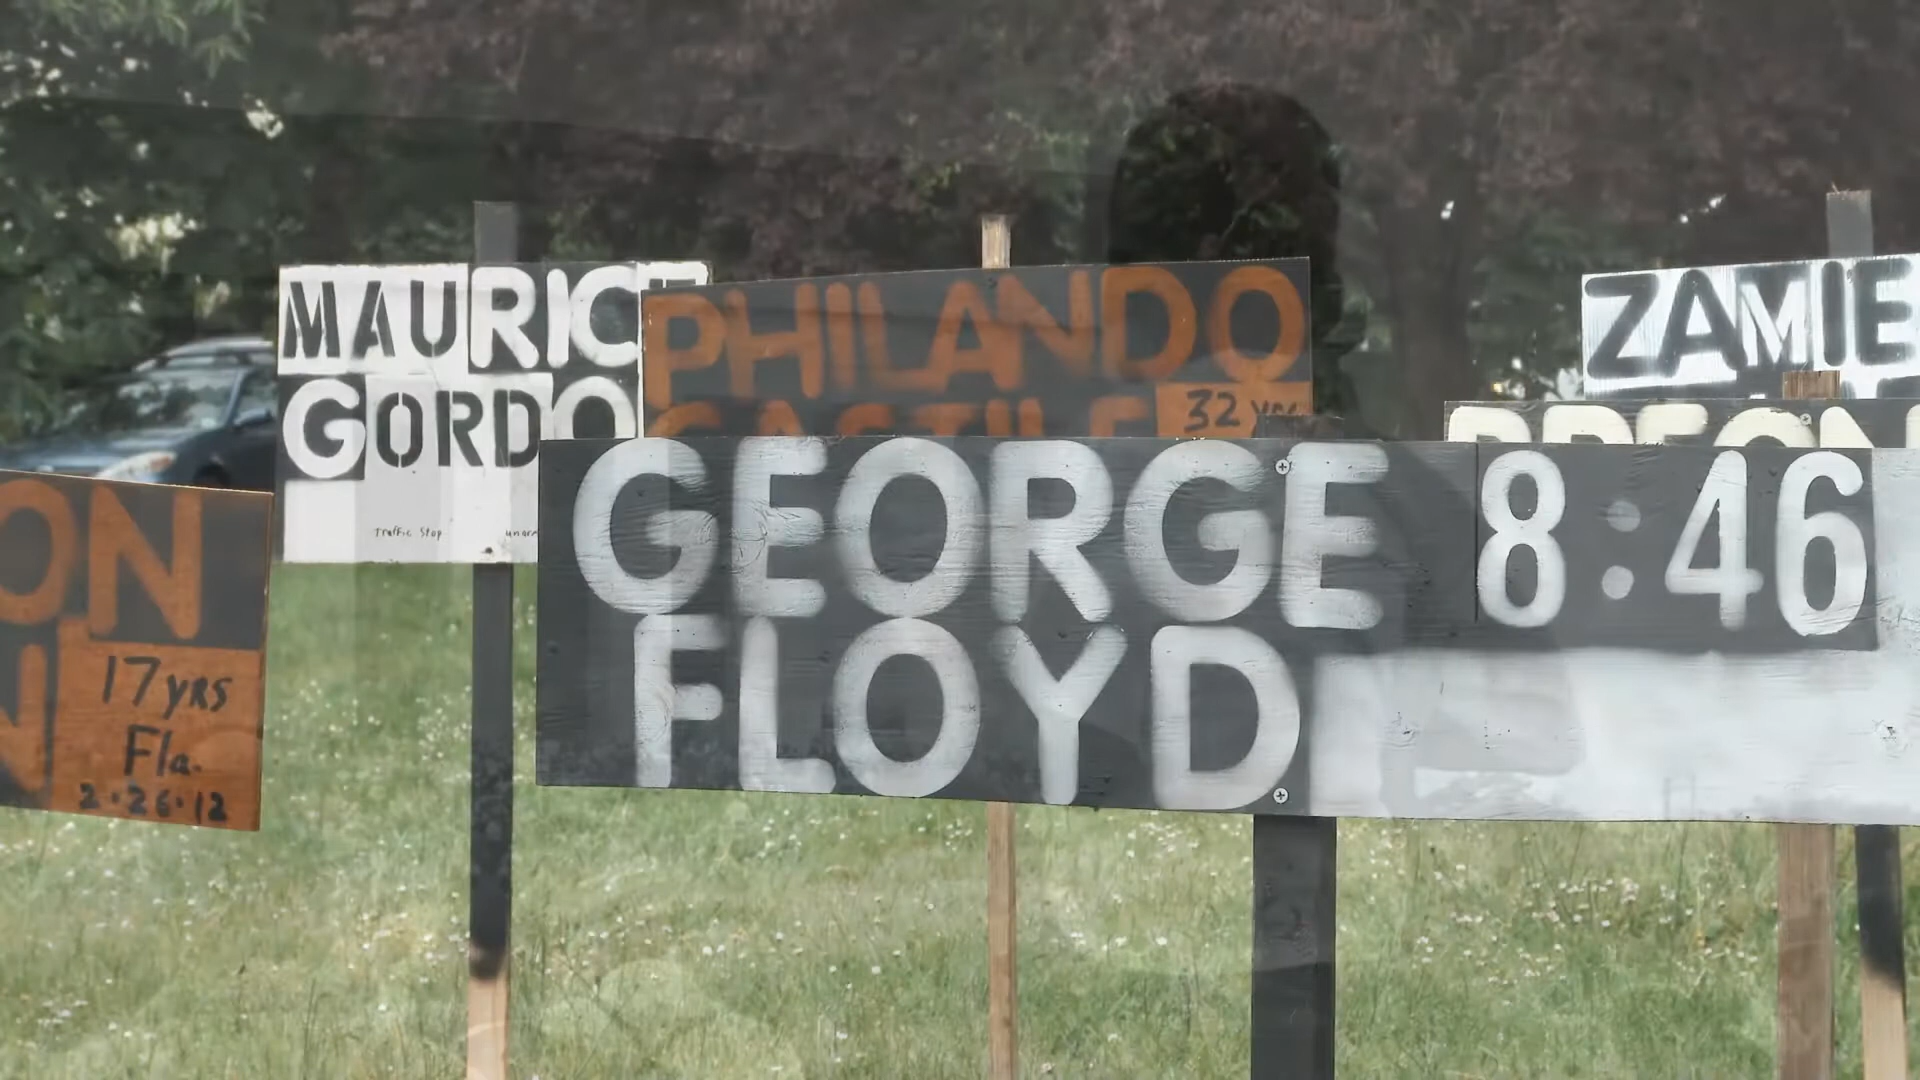 MAURIC
GORDO
Traffic Stop
PHILANDO
CASTILE
32 yrs
ZAMIE
GEORGE 8:46
FLOYD
ON
N
17 yrs
Fla.
2·26·12